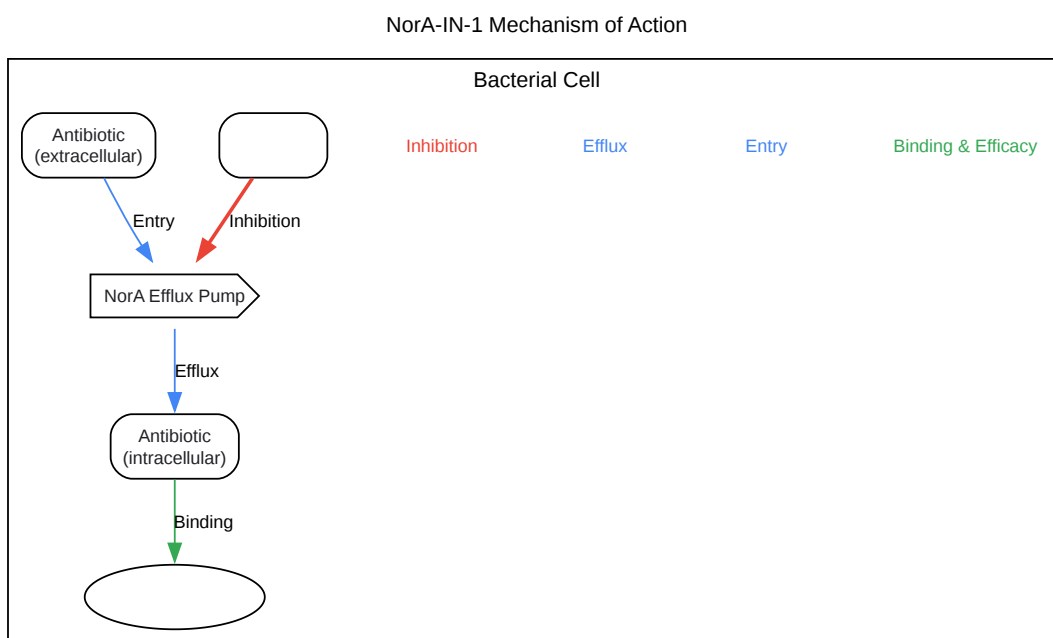 NorA-IN-1 Mechanism of Action
Bacterial Cell
Antibiotic
(extracellular)
Inhibition
Efflux
Entry
Binding & Efficacy
Entry
Inhibition
NorA Efflux Pump
Efflux
Antibiotic
(intracellular)
Binding